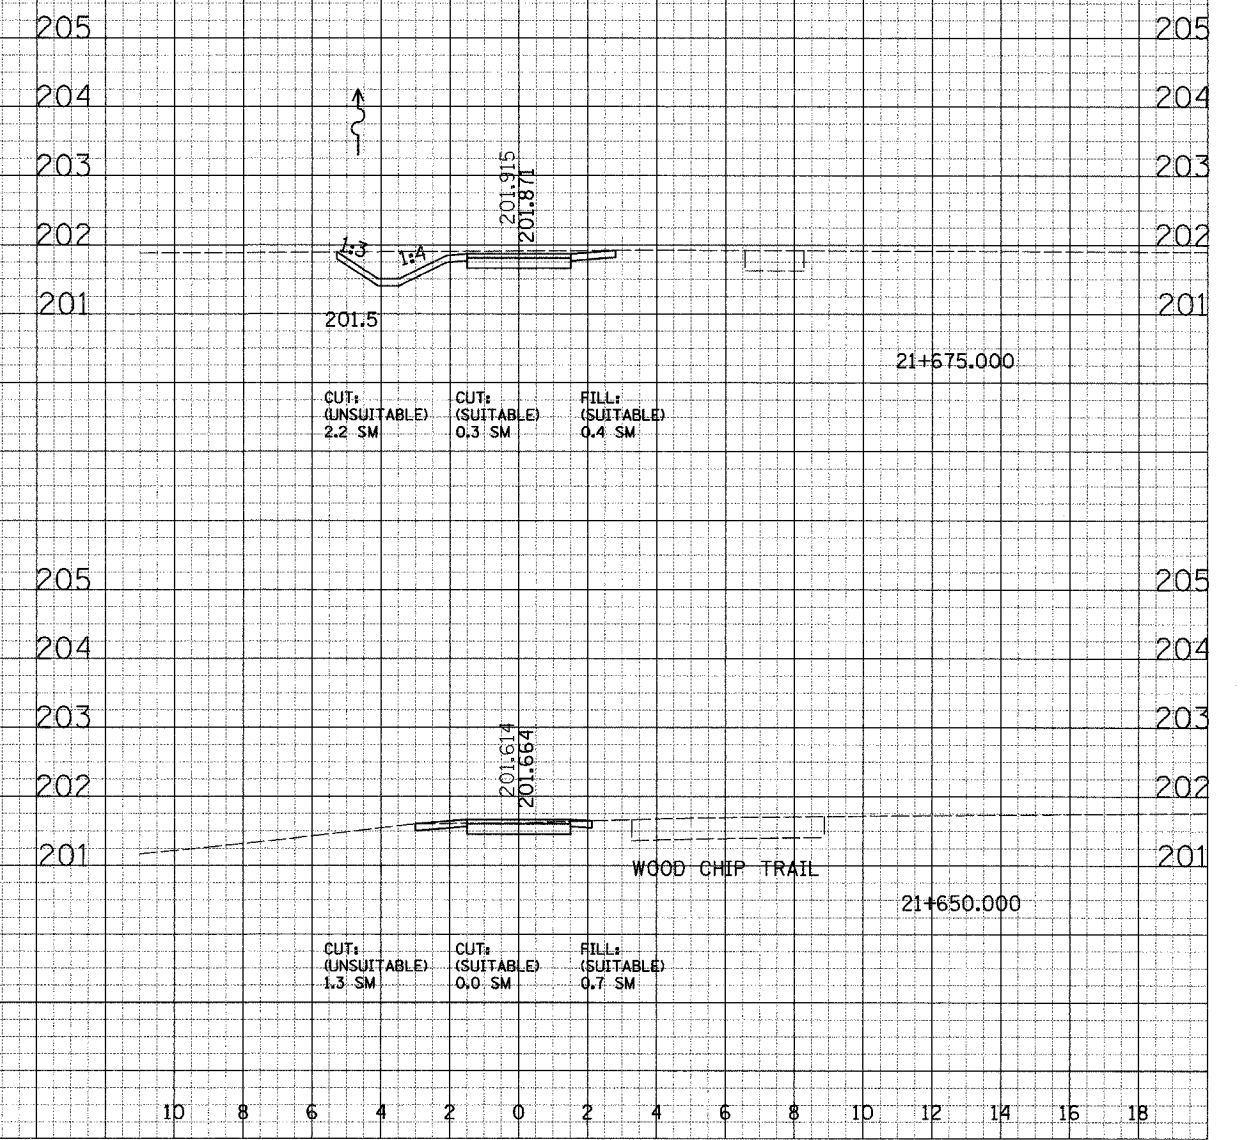 205 205
204 204
203 203
201.915
201.871
202 202
1:3
1:4
201 201
201.5
21+675.000
CUT: CUT: FILL:
(UNSUITABLE) (SUITABLE) (SUITABLE)
2.2 SM 0.3 SM 0.4 SM
205 205
204 204
203 203
201.614
201.664
202 202
201 201
WOOD CHIP TRAIL
21+650.000
CUT: CUT: FILL:
(UNSUITABLE) (SUITABLE) (SUITABLE)
1.3 SM 0.0 SM 0.7 SM
10 8 6 4 2 0 2 4 6 8 10 12 14 16 18